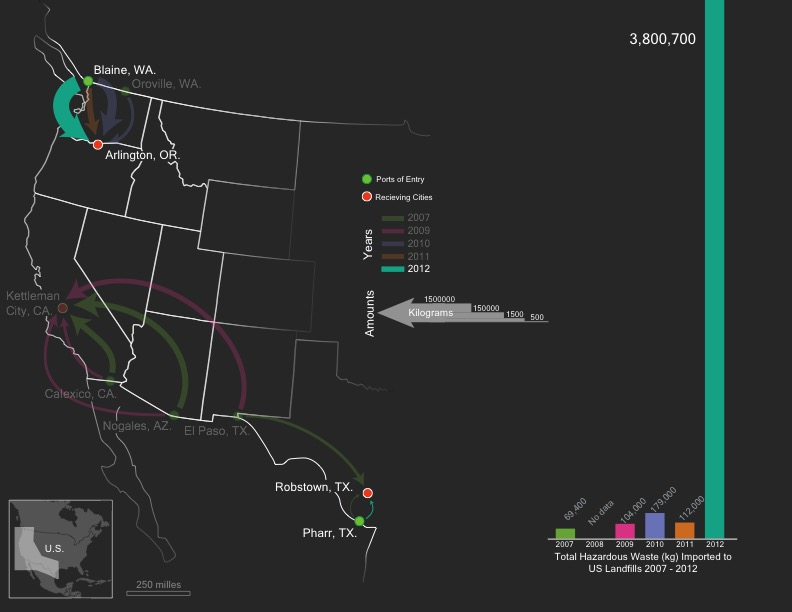 3,800,700
Blaine, WA.
Oroville, WA.
Arlington, OR.
Ports of Entry
Recieving Cities
Years
2007
2009
2010
2011
2012
Kettleman
City, CA.
Amounts
1500000
150000
1500
500
Kilograms
Calexico, CA.
Nogales, AZ.
El Paso, TX.
Robstown, TX.
Pharr, TX.
U.S.
250 milles
69,400
No data
104,000
179,000
112,000
2007 2008 2009 2010 2011 2012
Total Hazardous Waste (kg) Imported to
US Landfills 2007 - 2012